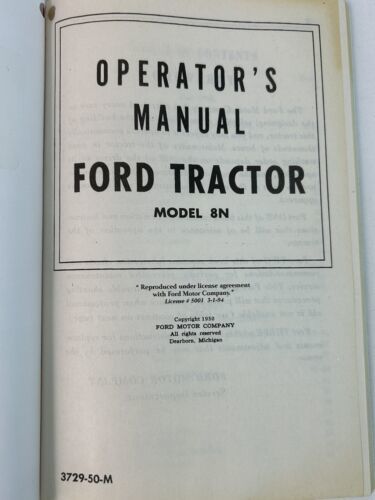 OPERATOR'S
MANUAL
FORD TRACTOR
MODEL 8N
" Reproduced under license agreement
with Ford Motor Company."
License # 5001 3-1-94
Copyright 1950
FORD MOTOR COMPANY
All rights reserved
Dearborn, Michigan
3729-50-M